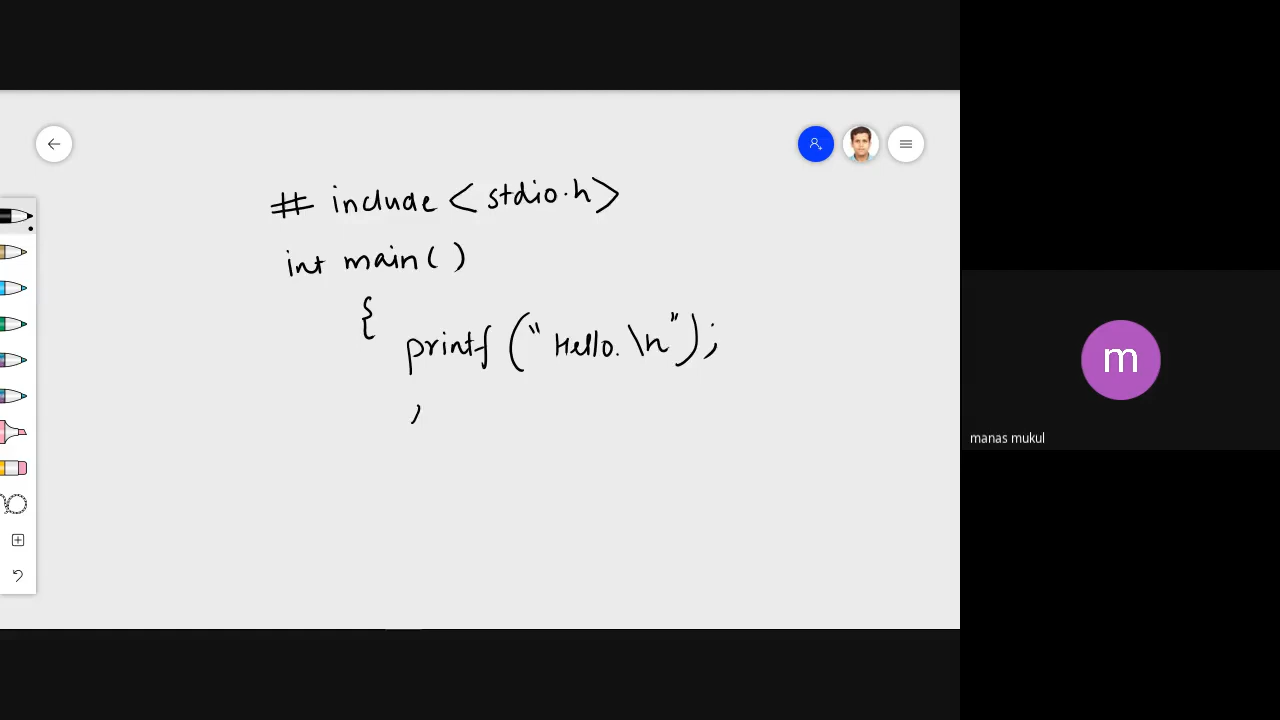 # include <stdio.h>
int main( )
{
printf ("Hello. \n");
,
m
manas mukul